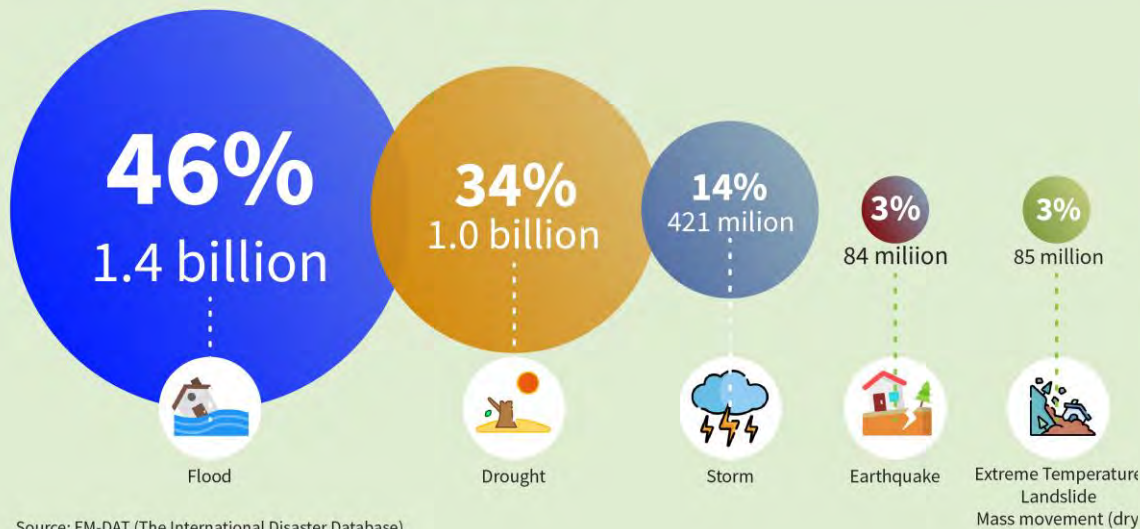 46%
1.4 billion
34%
1.0 billion
14%
421 milion
3%
84 miliion
3%
85 million
Flood
Drought
Storm
Earthquake
Extreme Temperature
Landslide
Mass movement (dry
Source: EM-DAT (The International Disaster Database)